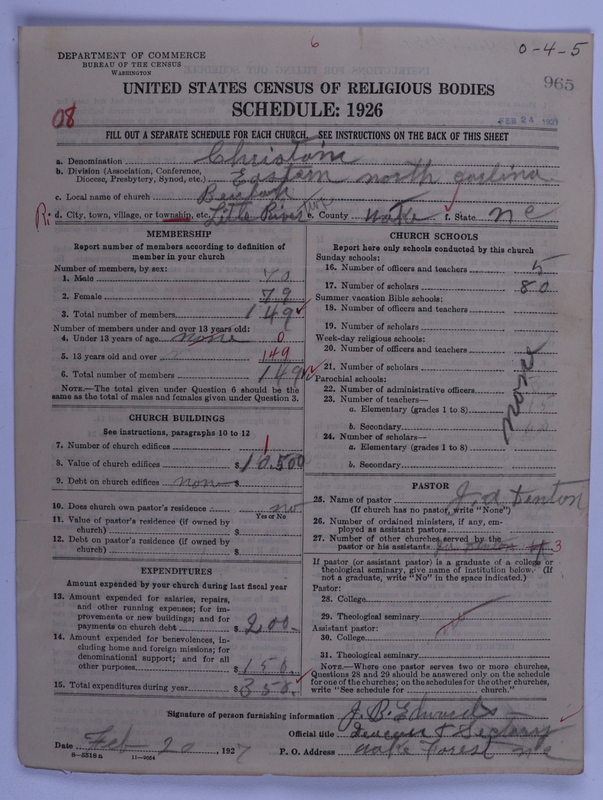 6
0-4-5
DEPARTMENT OF COMMERCE
BUREAU OF THE CENSUS
WASHINGTON
965
UNITED STATES CENSUS OF RELIGIOUS BODIES
SCHEDULE: 1926
08
FEB 24 192
FILL OUT A SEPARATE SCHEDULE FOR EACH CHURCH. SEE INSTRUCTIONS ON THE BACK OF THIS SHEET
a. Denomination Christain
b. Division (Association, Conference, Diocese, Presbytery, Synod, etc.) Eastern north Carolina
c. Local name of church Beulah
R. d. City, town, village, or township, etc. Little River e. County Wake f. State N C
MEMBERSHIP
Report number of members according to definition of
member in your church
Number of members, by sex:
1. Male 70
2. Female 79
3. Total number of members 149
Number of members under and over 13 years old:
4. Under 13 years of age none 0
5. 13 years old and over 149
6. Total number of members 149
NOTE.—The total given under Question 6 should be the
same as the total of males and females given under Question 3.
CHURCH BUILDINGS
See instructions, paragraphs 10 to 12
7. Number of church edifices 1
8. Value of church edifices $10,500
9. Debt on church edifices none $
10. Does church own pastor's residence? no
Yes or No
11. Value of pastor's residence (if owned by
church) $
12. Debt on pastor's residence (if owned by
church) $
EXPENDITURES
Amount expended by your church during last fiscal year
13. Amount expended for salaries, repairs,
and other running expenses; for im-
provements or new buildings; and for
payments on church debt $200.
14. Amount expended for benevolences, in-
cluding home and foreign missions; for
denominational support; and for all
other purposes $150.
15. Total expenditures during year $350.
CHURCH SCHOOLS
Report here only schools conducted by this church
Sunday schools:
16. Number of officers and teachers 5
17. Number of scholars 80
Summer vacation Bible schools:
18. Number of officers and teachers
19. Number of scholars
Week-day religious schools:
20. Number of officers and teachers
21. Number of scholars
Parochial schools:
22. Number of administrative officers
23. Number of teachers—
a. Elementary (grades 1 to 8)
b. Secondary
24. Number of scholars—
a. Elementary (grades 1 to 8)
b. Secondary
none
PASTOR
25. Name of pastor J. A. Denton
(If church has no pastor, write "None")
26. Number of ordained ministers, if any, em-
ployed as assistant pastors
27. Number of other churches served by the
pastor or his assistants 3
If pastor (or assistant pastor) is a graduate of a college or
theological seminary, give name of institution below. (If
not a graduate, write "No" in the space indicated.)
Pastor:
28. College
29. Theological seminary
Assistant pastor:
30. College
31. Theological seminary
NOTE.—Where one pastor serves two or more churches,
Questions 28 and 29 should be answered only on the schedule
for one of the churches; on the schedules for the other churches,
write "See schedule for church."
Signature of person furnishing information J. B. Edwards
Official title
Date Feb 20, 1927
P. O. Address Wake Forest N C
8—5318 a 11—9054